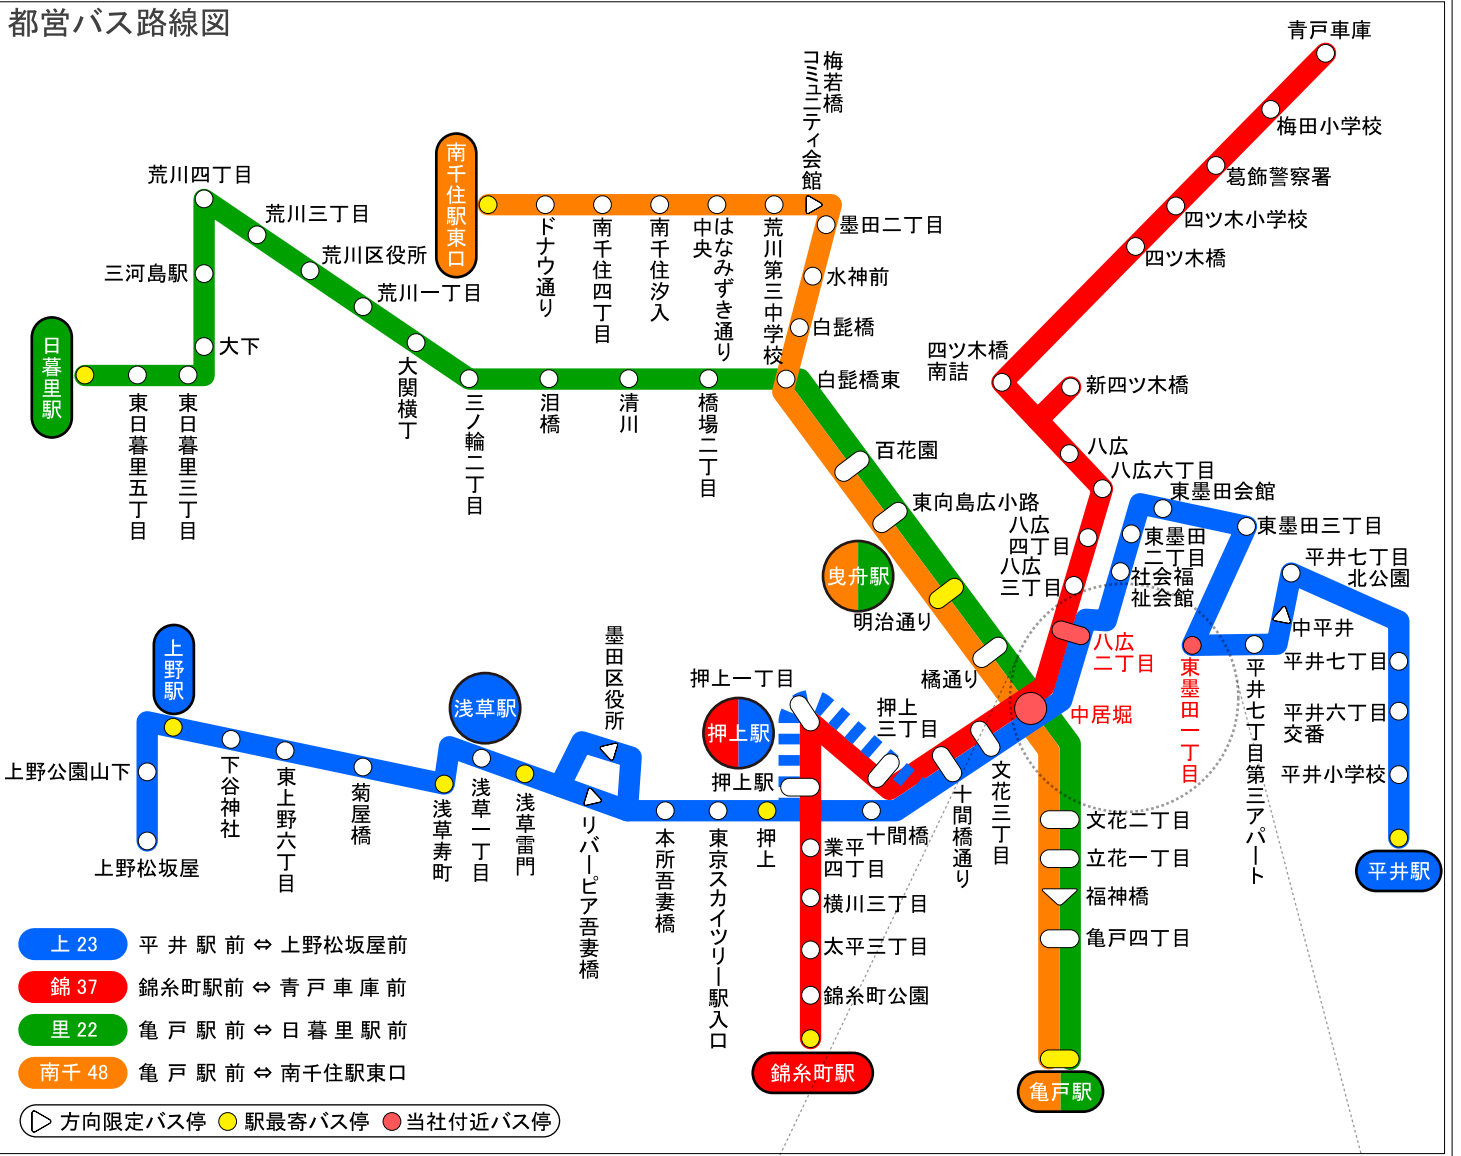 都営バス路線図
青戸車庫
梅田小学校
葛飾警察署
四ツ木小学校
四ツ木橋
四ツ木橋
南詰
新四ツ木橋
八広
八広六丁目
八広
四丁目
八広
三丁目
八広
二丁目
中居堀
梅若橋
コミュニティ会館
南千住駅東口
ドナウ通り
南千住四丁目
南千住汐入
はなみずき通り
中央
荒川第三中学校
墨田二丁目
水神前
白髭橋
白髭橋東
荒川四丁目
荒川三丁目
荒川区役所
荒川一丁目
三河島駅
大下
日暮里駅
東日暮里五丁目
東日暮里三丁目
大関横丁
三ノ輪二丁目
泪橋
清川
橋場二丁目
百花園
東向島広小路
曳舟駅
明治通り
橘通り
東墨田会館
東墨田三丁目
東墨田
二丁目
社会福
祉会館
東墨田一丁目
平井七丁目
北公園
中平井
平井七丁目第三アパート
平井七丁目
平井六丁目
交番
平井小学校
平井駅
上野駅
上野公園山下
上野松坂屋
下谷神社
東上野六丁目
菊屋橋
浅草寿町
浅草駅
浅草一丁目
浅草雷門
墨田区役所
リバーピア吾妻橋
本所吾妻橋
東京スカイツリー駅入口
押上
押上一丁目
押上駅
押上駅
押上
三丁目
十間橋
十間橋通り
文花三丁目
業平
四丁目
横川三丁目
太平三丁目
錦糸町公園
錦糸町駅
文花二丁目
立花一丁目
福神橋
亀戸四丁目
亀戸駅
上 23 平井駅前 ⇔ 上野松坂屋前
錦 37 錦糸町駅前 ⇔ 青戸車庫前
里 22 亀戸駅前 ⇔ 日暮里駅前
南千 48 亀戸駅前 ⇔ 南千住駅東口
方向限定バス停 駅最寄バス停 当社付近バス停